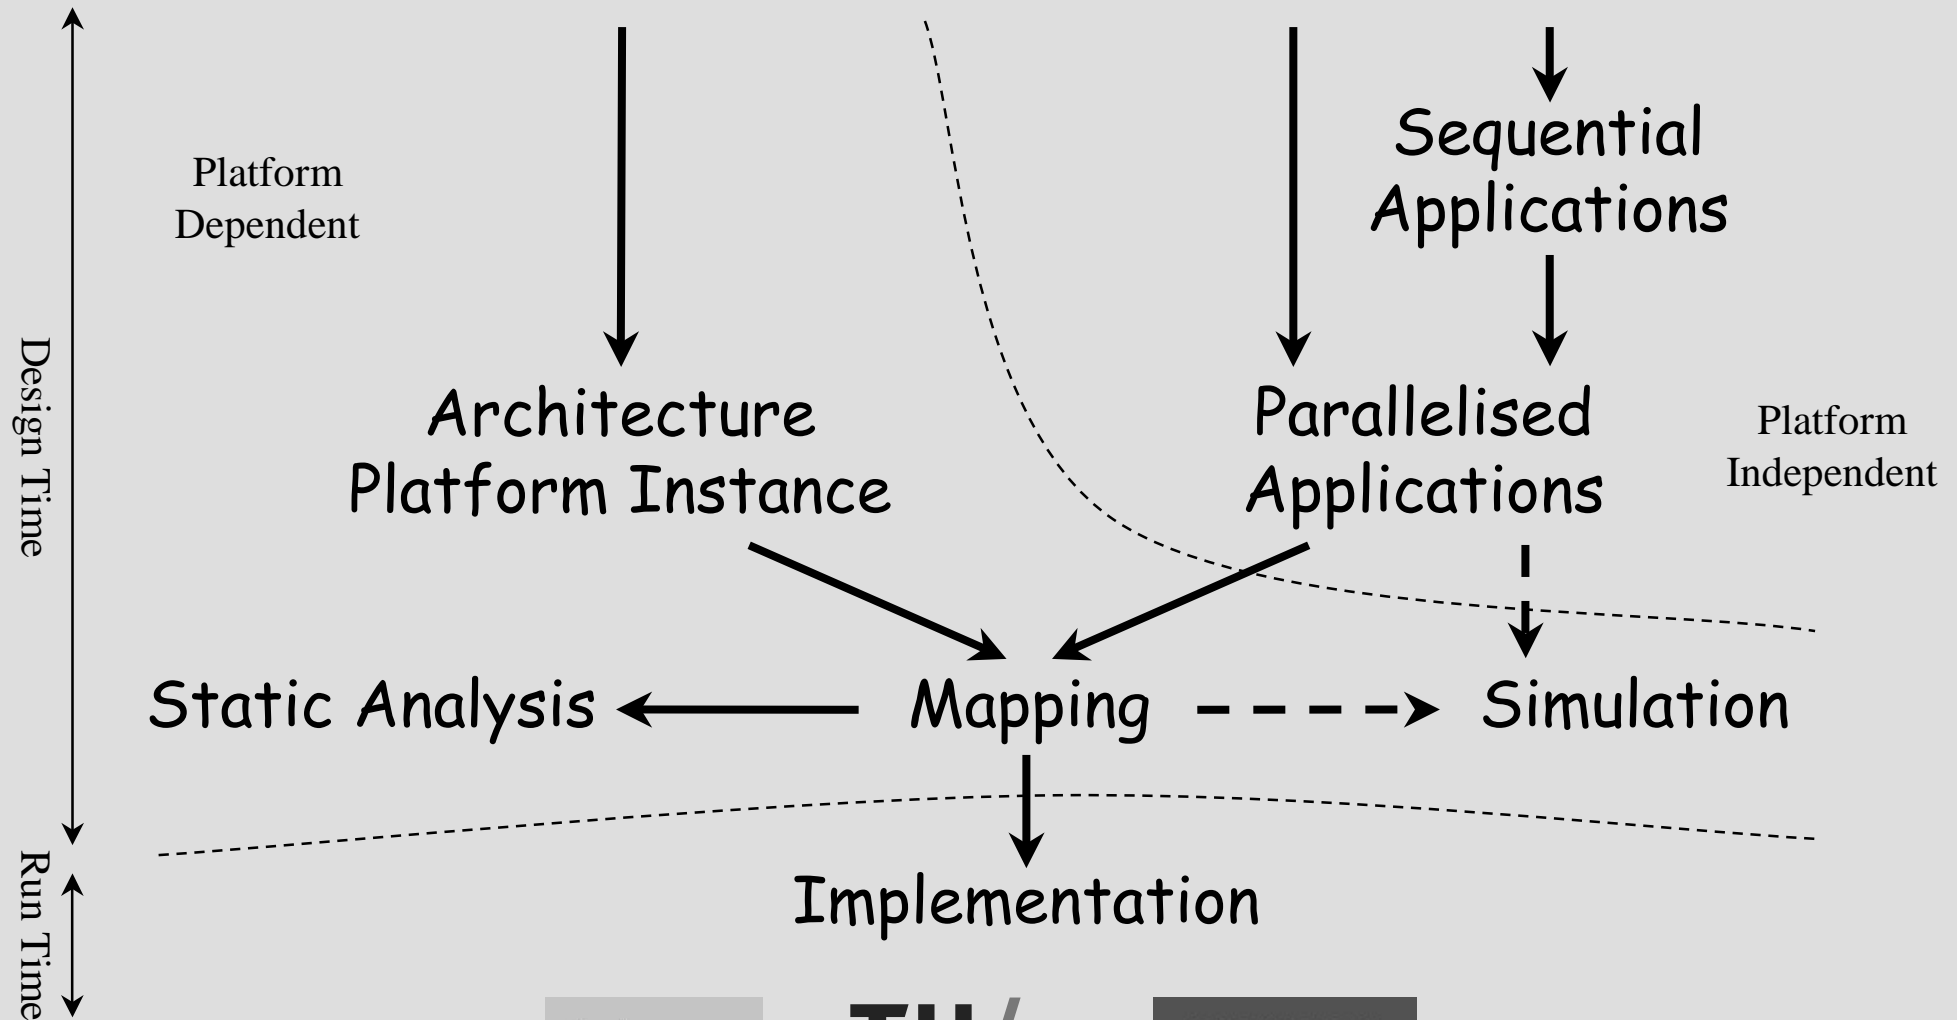 Sequential
Applications
Platform
Dependent
Design Time
Architecture
Platform Instance
Parallelised
Applications
Platform
Independent
Static Analysis
Mapping
Simulation
Run Time
Implementation